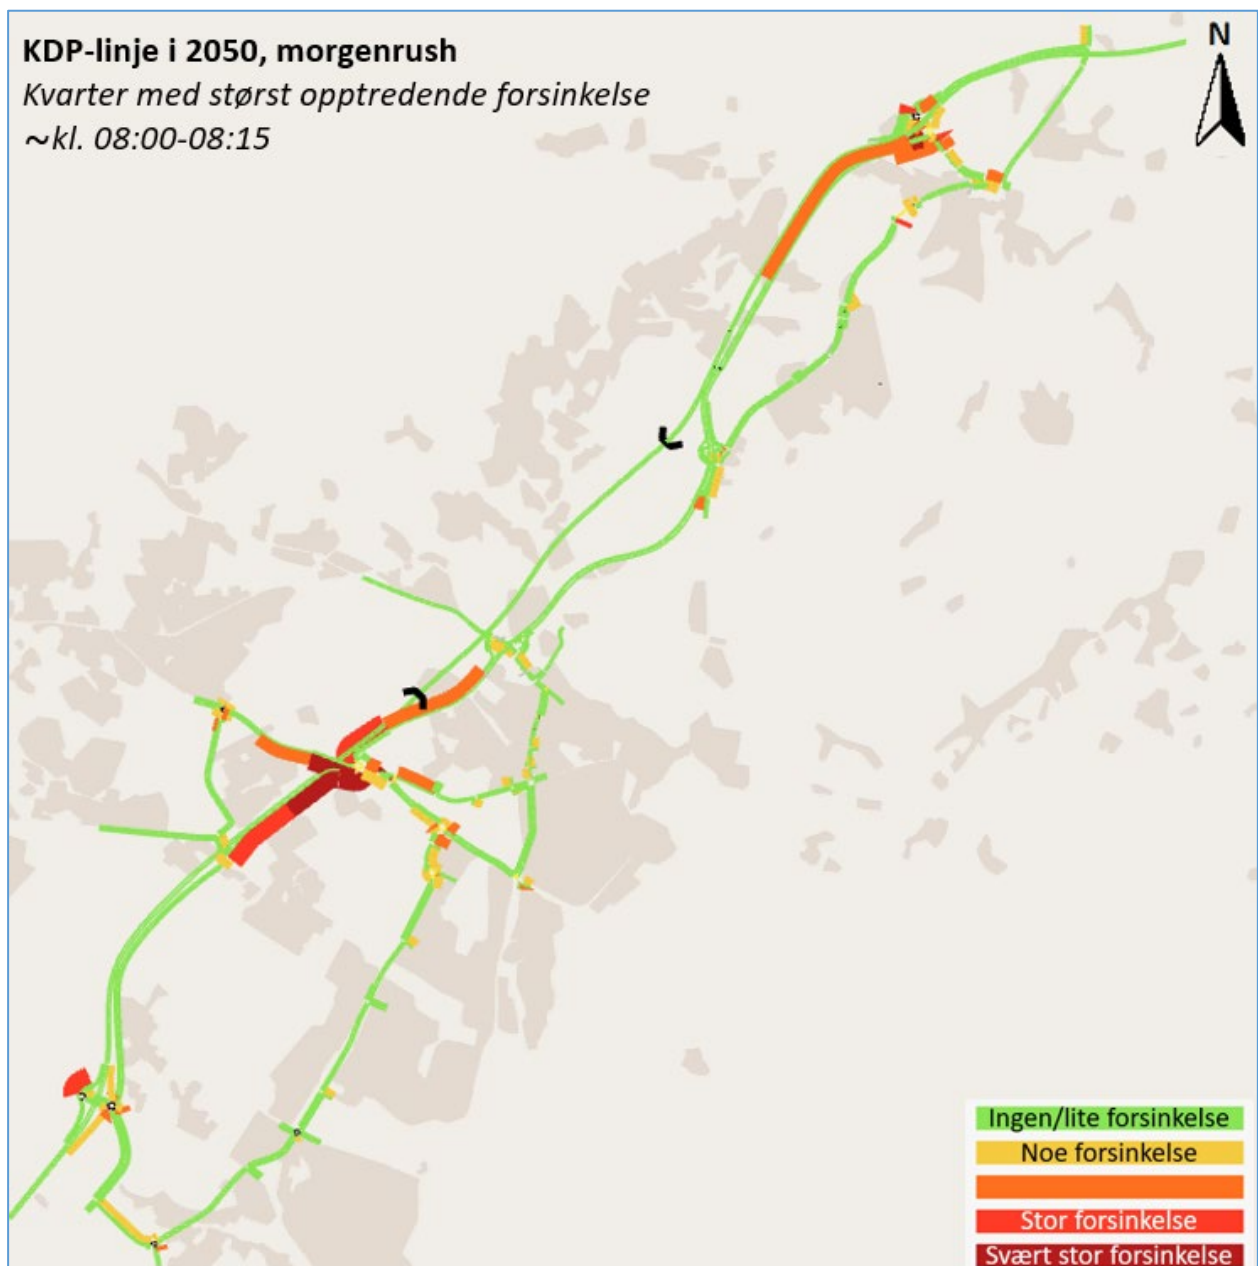 KDP-linje i 2050, morgenrush
Kvarter med størst opptredende forsinkelse
~kl. 08:00-08:15
N
Ingen/lite forsinkelse
Noe forsinkelse
Stor forsinkelse
Svært stor forsinkelse